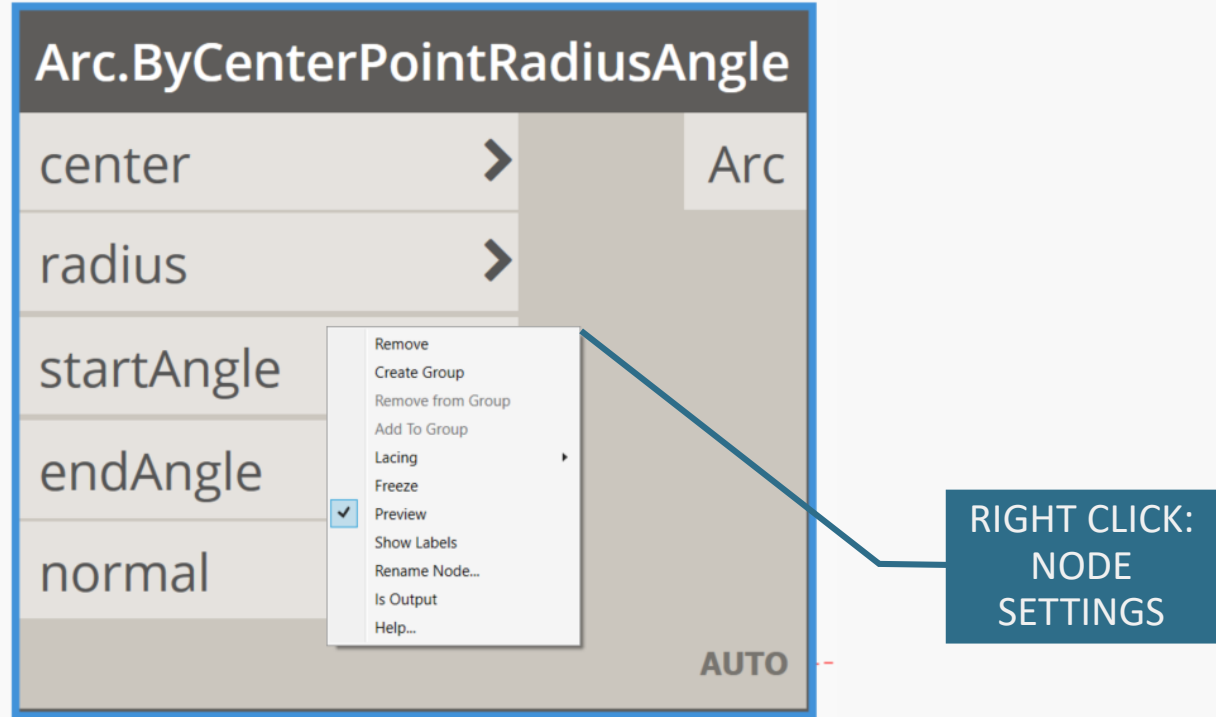 Arc.ByCenterPointRadiusAngle
center
Arc
radius
startAngle
endAngle
normal
Remove
Create Group
Remove from Group
Add To Group
Lacing
Freeze
Preview
Show Labels
Rename Node...
Is Output
Help...
AUTO
RIGHT CLICK:
NODE
SETTINGS